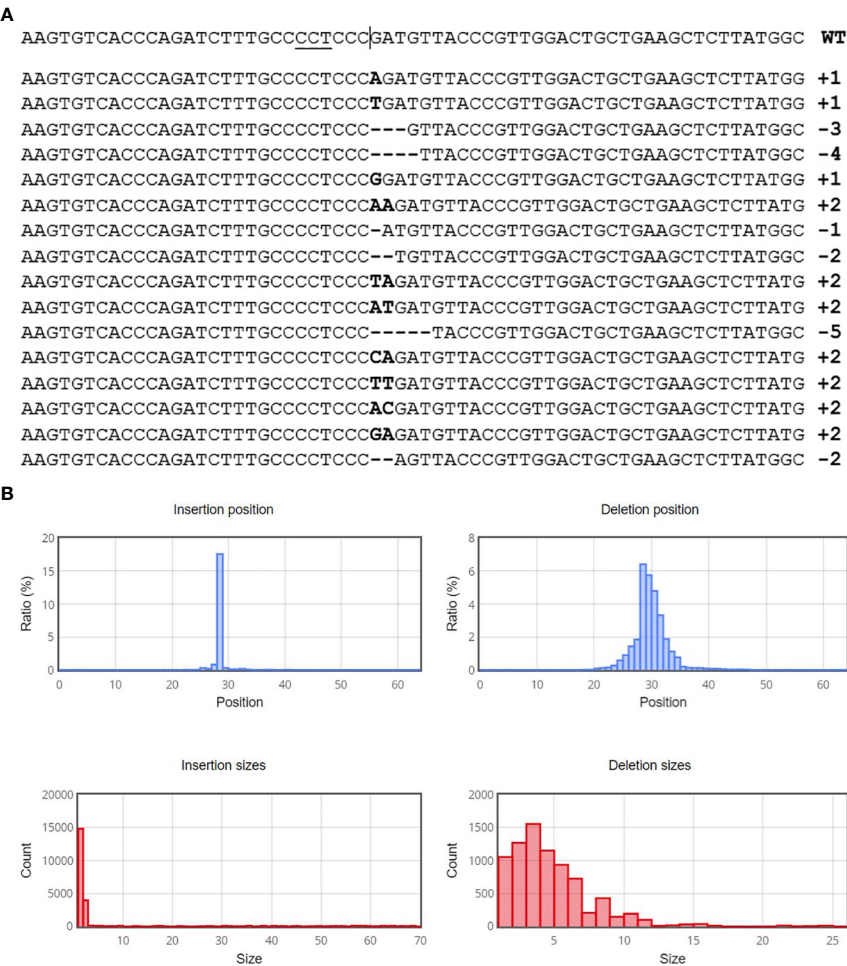 A
AAGTGTCACCCAGATCTTTGCCCCTCCC|GATGTTACCCGTTGGACTGCTGAAGCTCTTATGGC WT
AAGTGTCACCCAGATCTTTGCCCCTCCCAGATGTTACCCGTTGGACTGCTGAAGCTCTTATGG +1
AAGTGTCACCCAGATCTTTGCCCCTCCCTGATGTTACCCGTTGGACTGCTGAAGCTCTTATGG +1
AAGTGTCACCCAGATCTTTGCCCCTCCC---GTTACCCGTTGGACTGCTGAAGCTCTTATGGC -3
AAGTGTCACCCAGATCTTTGCCCCTCCC----TTACCCGTTGGACTGCTGAAGCTCTTATGGC -4
AAGTGTCACCCAGATCTTTGCCCCTCCCGGATGTTACCCGTTGGACTGCTGAAGCTCTTATGG +1
AAGTGTCACCCAGATCTTTGCCCCTCCCAAGATGTTACCCGTTGGACTGCTGAAGCTCTTATG +2
AAGTGTCACCCAGATCTTTGCCCCTCCC-ATGTTACCCGTTGGACTGCTGAAGCTCTTATGGC -1
AAGTGTCACCCAGATCTTTGCCCCTCCC--TGTTACCCGTTGGACTGCTGAAGCTCTTATGGC -2
AAGTGTCACCCAGATCTTTGCCCCTCCCTAGATGTTACCCGTTGGACTGCTGAAGCTCTTATG +2
AAGTGTCACCCAGATCTTTGCCCCTCCCATGATGTTACCCGTTGGACTGCTGAAGCTCTTATG +2
AAGTGTCACCCAGATCTTTGCCCCTCCC-----TACCCGTTGGACTGCTGAAGCTCTTATGGC -5
AAGTGTCACCCAGATCTTTGCCCCTCCCCAGATGTTACCCGTTGGACTGCTGAAGCTCTTATG +2
AAGTGTCACCCAGATCTTTGCCCCTCCCTTGATGTTACCCGTTGGACTGCTGAAGCTCTTATG +2
AAGTGTCACCCAGATCTTTGCCCCTCCCACGATGTTACCCGTTGGACTGCTGAAGCTCTTATG +2
AAGTGTCACCCAGATCTTTGCCCCTCCCGAGATGTTACCCGTTGGACTGCTGAAGCTCTTATG +2
AAGTGTCACCCAGATCTTTGCCCCTCCC--AGTTACCCGTTGGACTGCTGAAGCTCTTATGGC -2
B
Insertion position
Ratio (%)
20
15
10
5
0
0 10 20 30 40 50 60
Position
Deletion position
Ratio (%)
8
6
4
2
0
0 10 20 30 40 50 60
Position
Insertion sizes
Count
20000
15000
10000
5000
0
10 20 30 40 50 60 70
Size
Deletion sizes
Count
2000
1500
1000
500
0
5 10 15 20 25
Size